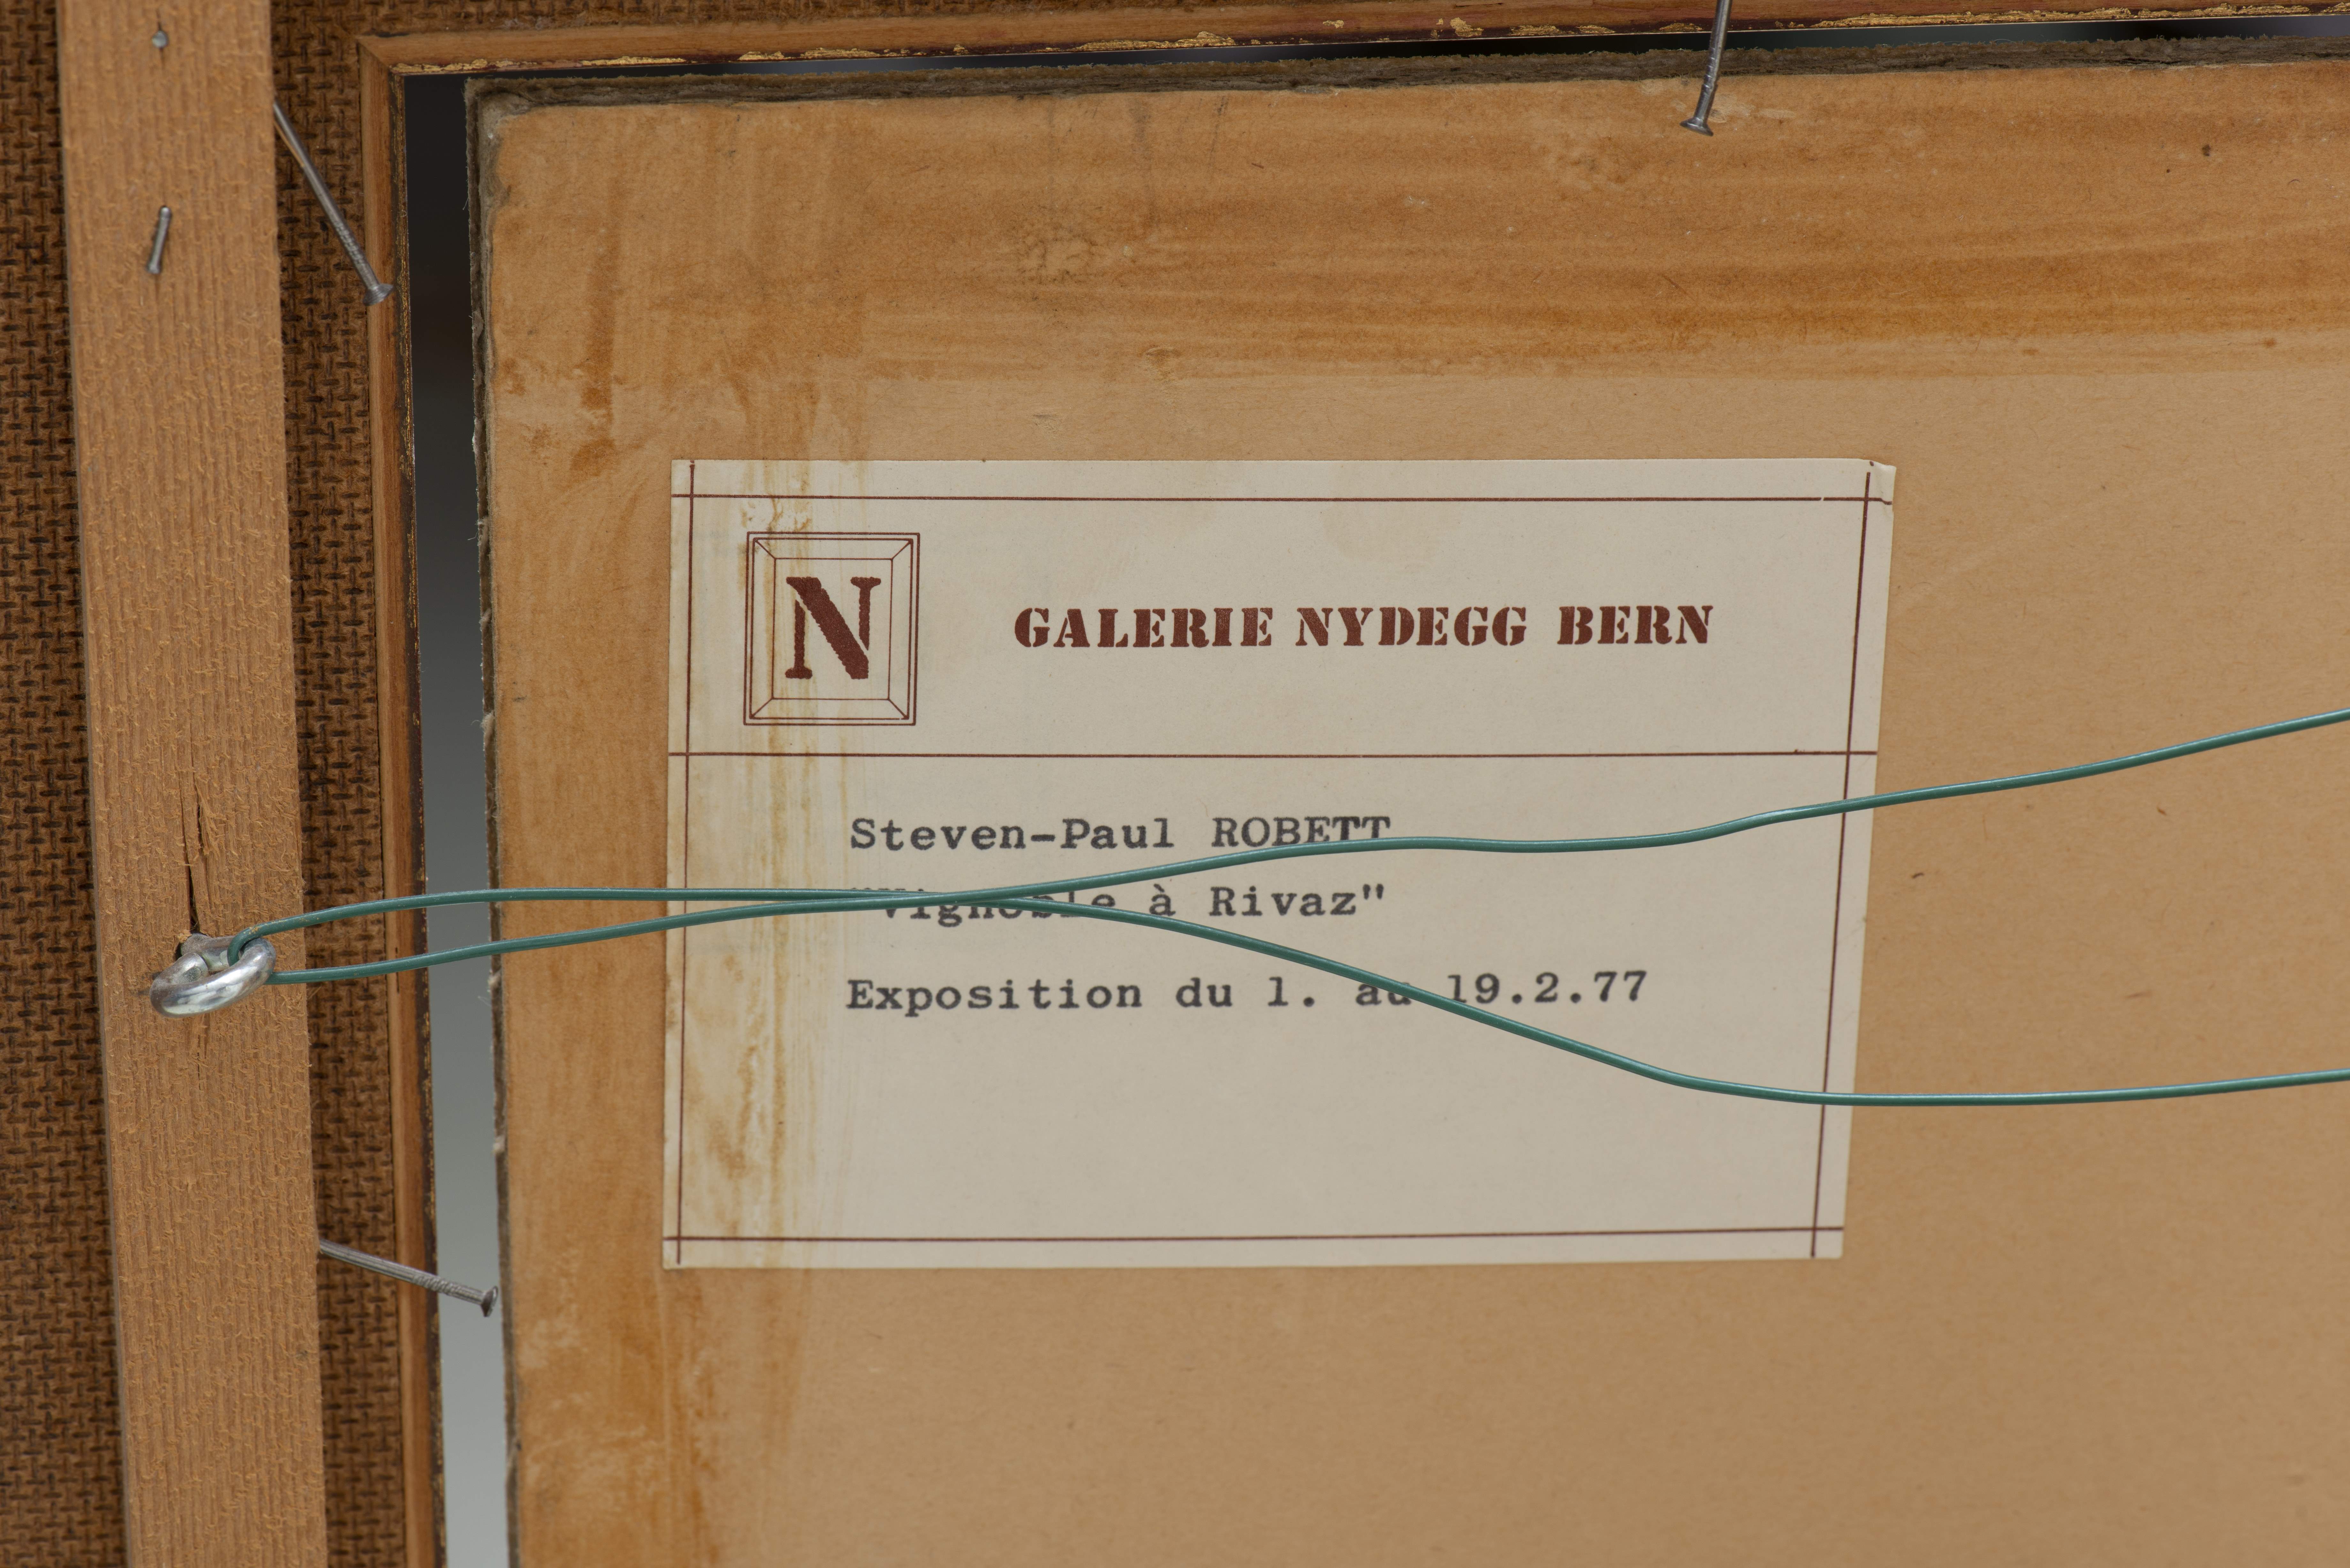 N
GALERIE NYDEGG BERN
Steven-Paul ROBETT
"Vignoble à Rivaz"
Exposition du 1. au 19.2.77